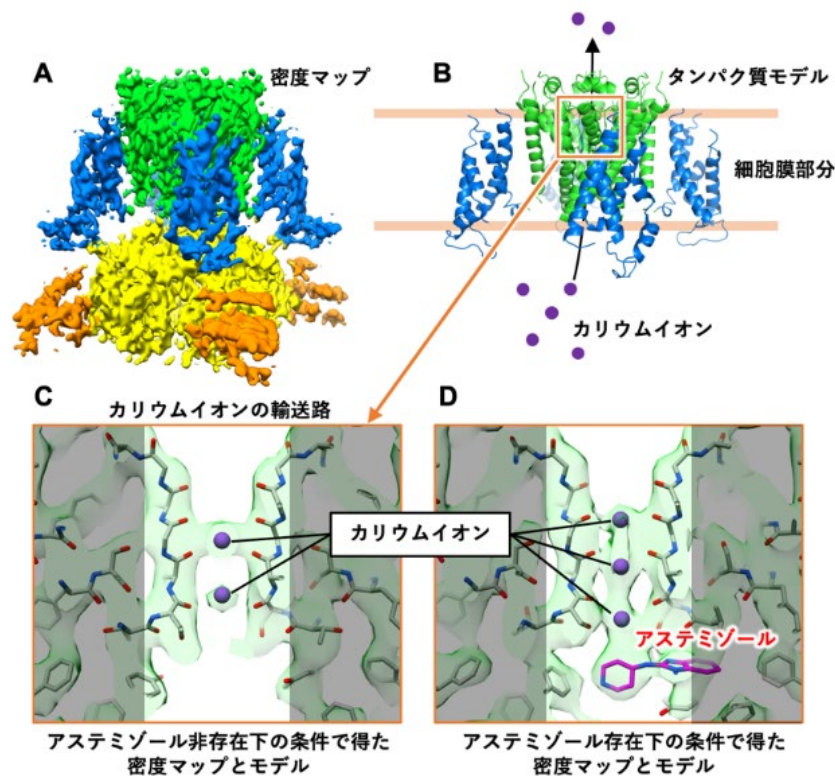 A
密度マップ
B
タンパク質モデル
細胞膜部分
カリウムイオン
C
カリウムイオンの輸送路
D
カリウムイオン
アステミゾール
アステミゾール非存在下の条件で得た
密度マップとモデル
アステミゾール存在下の条件で得た
密度マップとモデル